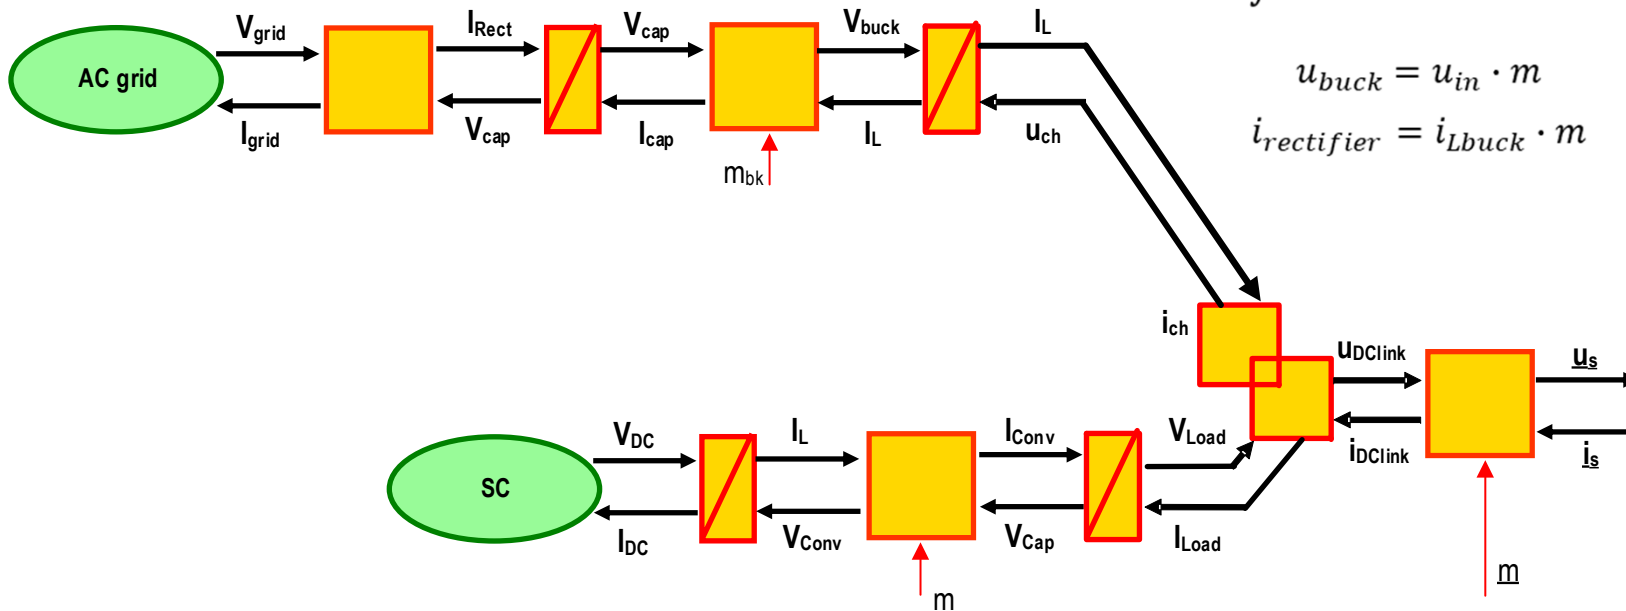 V_grid
I_Rect
V_cap
V_buck
I_L
AC grid
I_grid
V_cap
I_cap
I_L
u_ch
m_bk
u_buck = u_in · m
i_rectifier = i_Lbuck · m
i_ch
u_DClink
u_s
i_DClink
i_s
V_DC
I_L
I_Conv
V_Load
SC
I_DC
V_Conv
V_Cap
I_Load
m
m